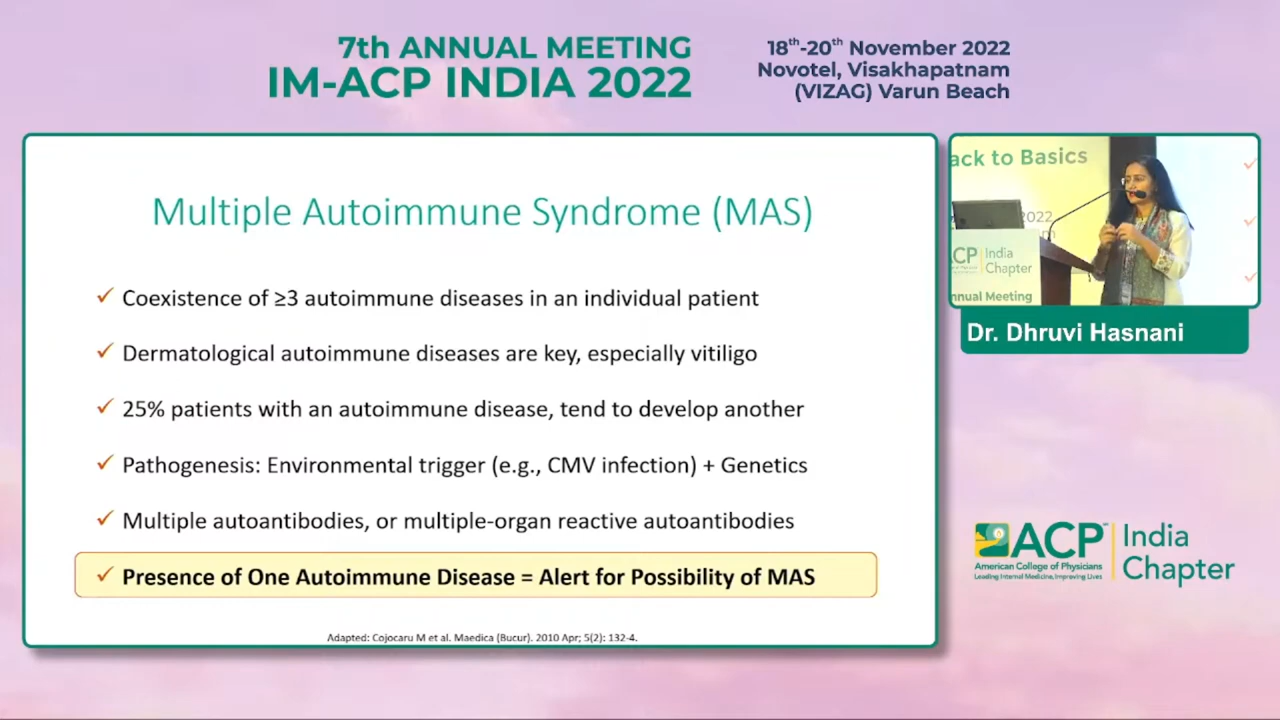 7th ANNUAL MEETING
IM-ACP INDIA 2022
18th-20th November 2022
Novotel, Visakhapatnam
(VIZAG) Varun Beach
Multiple Autoimmune Syndrome (MAS)
✓ Coexistence of ≥3 autoimmune diseases in an individual patient
✓ Dermatological autoimmune diseases are key, especially vitiligo
✓ 25% patients with an autoimmune disease, tend to develop another
✓ Pathogenesis: Environmental trigger (e.g., CMV infection) + Genetics
✓ Multiple autoantibodies, or multiple-organ reactive autoantibodies
✓ Presence of One Autoimmune Disease = Alert for Possibility of MAS
Adapted: Cojocaru M et al. Maedica (Bucur). 2010 Apr; 5(2): 132-4.
ack to Basics
2022
CP India
Chapter
nnual Meeting
Dr. Dhruvi Hasnani
ACP India
Chapter
American College of Physicians
Leading Internal Medicine, Improving Lives